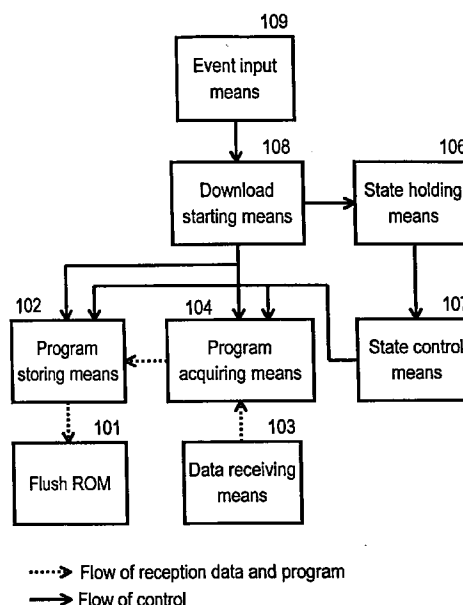 109
Event input
means
108
Download
starting means
106
State holding
means
102
Program
storing means
104
Program
acquiring means
107
State control
means
101
Flush ROM
103
Data receiving
means
Flow of reception data and program
Flow of control